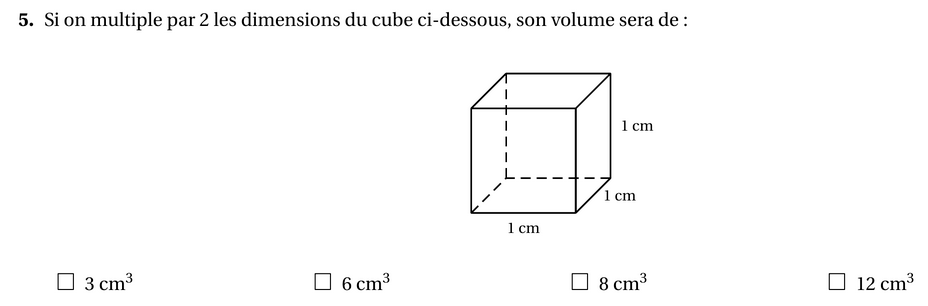 5. Si on multiple par 2 les dimensions du cube ci-dessous, son volume sera de :
1 cm
1 cm
1 cm
☐ 3 cm³ ☐ 6 cm³ ☐ 8 cm³ ☐ 12 cm³